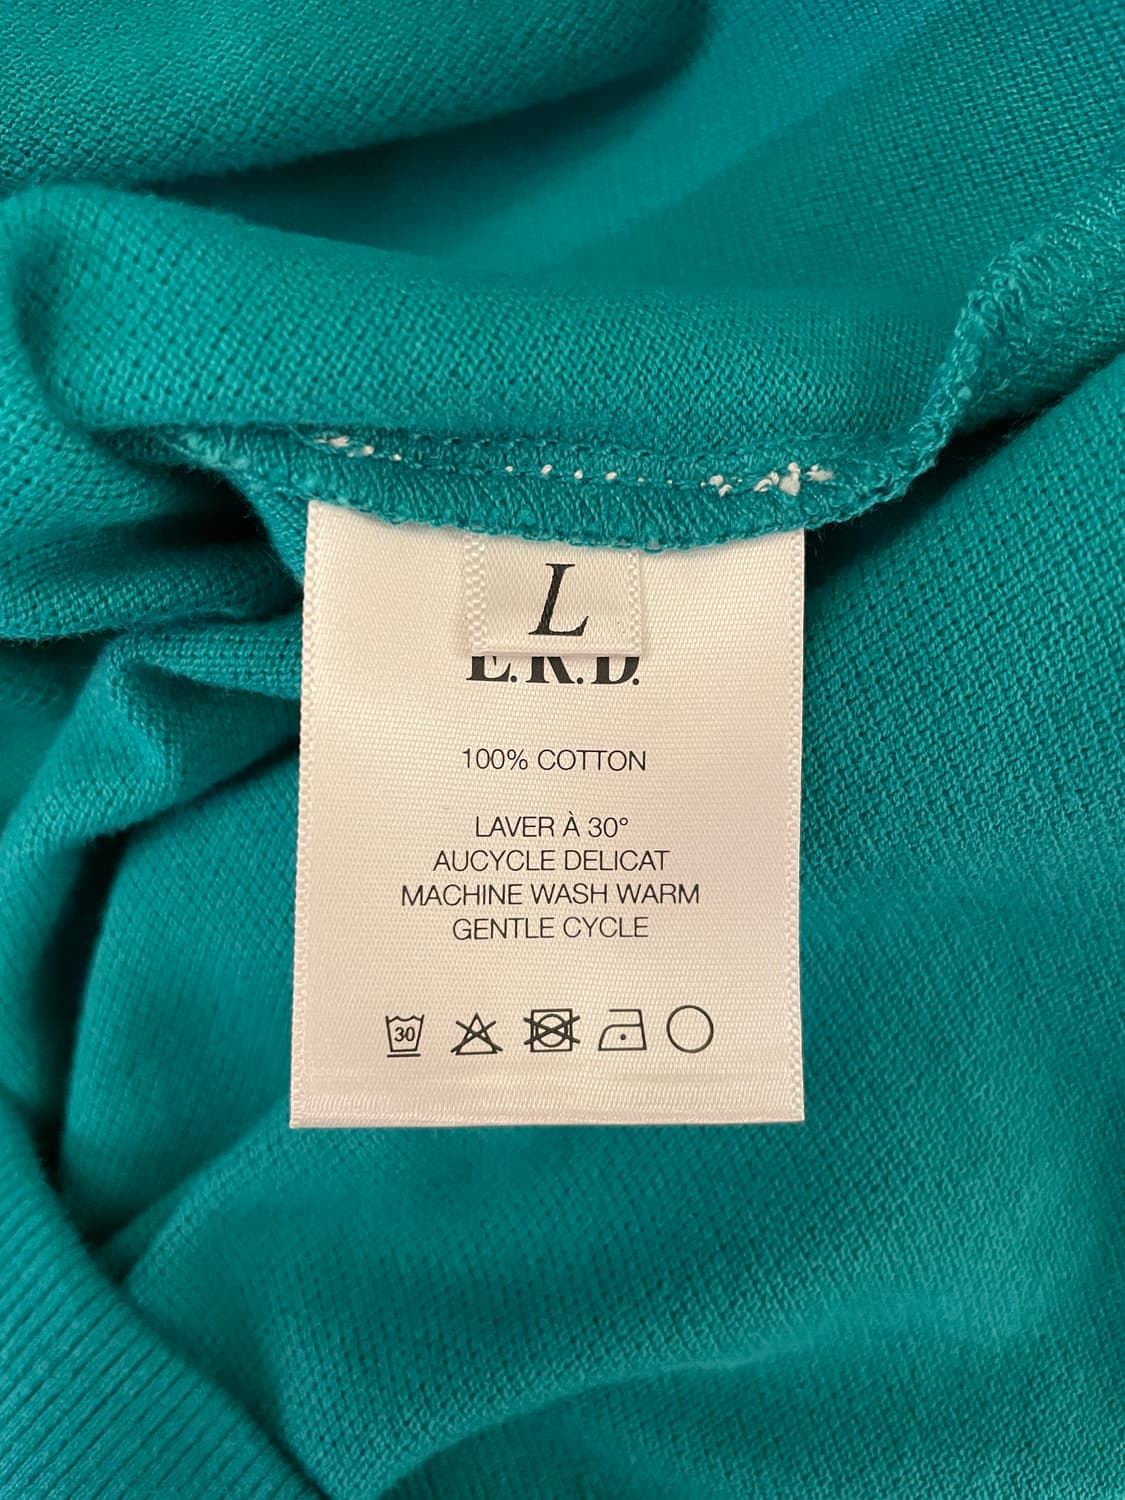 L
E.R.D.
100% COTTON
LAVER À 30°
AUCYCLE DELICAT
MACHINE WASH WARM
GENTLE CYCLE
30